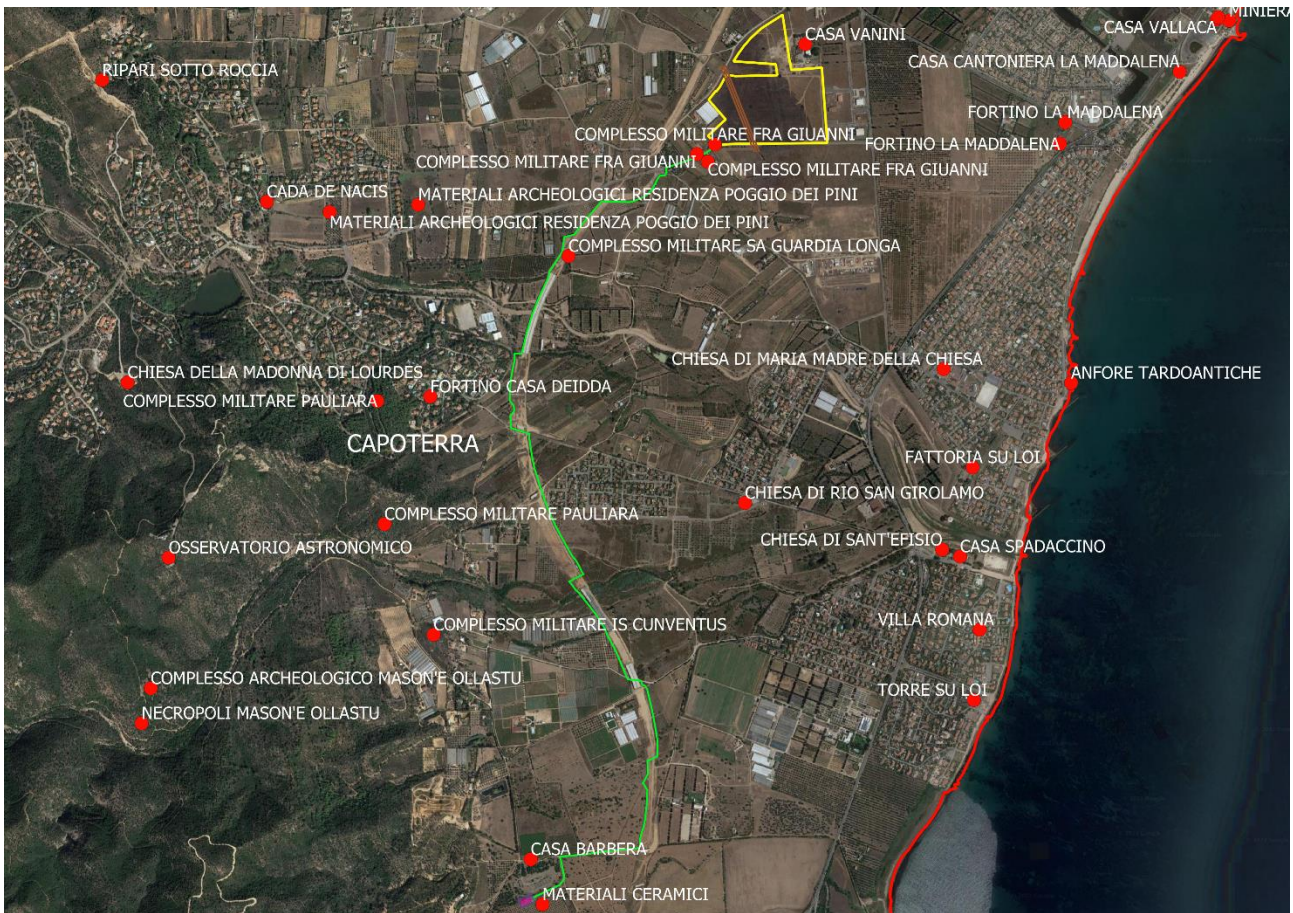 MINIERA
CASA VALLACA
CASA VANINI
CASA CANTONIERA LA MADDALENA
RIPARI SOTTO ROCCIA
FORTINO LA MADDALENA
COMPLESSO MILITARE FRA GIUANNI
FORTINO LA MADDALENA
COMPLESSO MILITARE FRA GIUANNI
COMPLESSO MILITARE FRA GIUANNI
CADA DE NACIS
MATERIALI ARCHEOLOGICI RESIDENZA POGGIO DEI PINI
MATERIALI ARCHEOLOGICI RESIDENZA POGGIO DEI PINI
COMPLESSO MILITARE SA GUARDIA LONGA
CHIESA DI MARIA MADRE DELLA CHIESA
CHIESA DELLA MADONNA DI LOURDES
FORTINO CASA DEIDDA
ANFORE TARDOANTICHE
COMPLESSO MILITARE PAULIARA
CAPOTERRA
FATTORIA SU LOI
CHIESA DI RIO SAN GIROLAMO
COMPLESSO MILITARE PAULIARA
CHIESA DI SANT'EFISIO
OSSERVATORIO ASTRONOMICO
CASA SPADACCINO
VILLA ROMANA
COMPLESSO MILITARE IS CUNVENTUS
COMPLESSO ARCHEOLOGICO MASON'E OLLASTU
TORRE SU LOI
NECROPOLI MASON'E OLLASTU
CASA BARBERA
MATERIALI CERAMICI